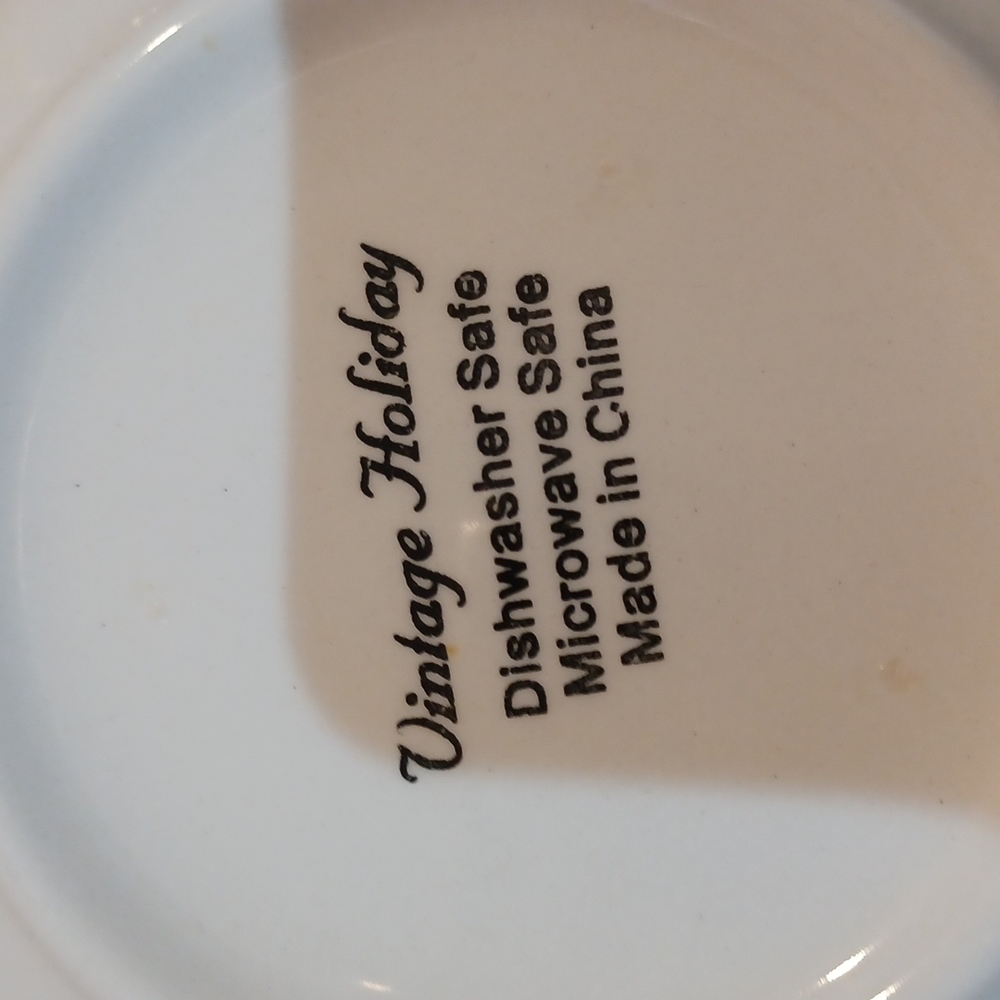 Vintage Holiday
Dishwasher Safe
Microwave Safe
Made in China